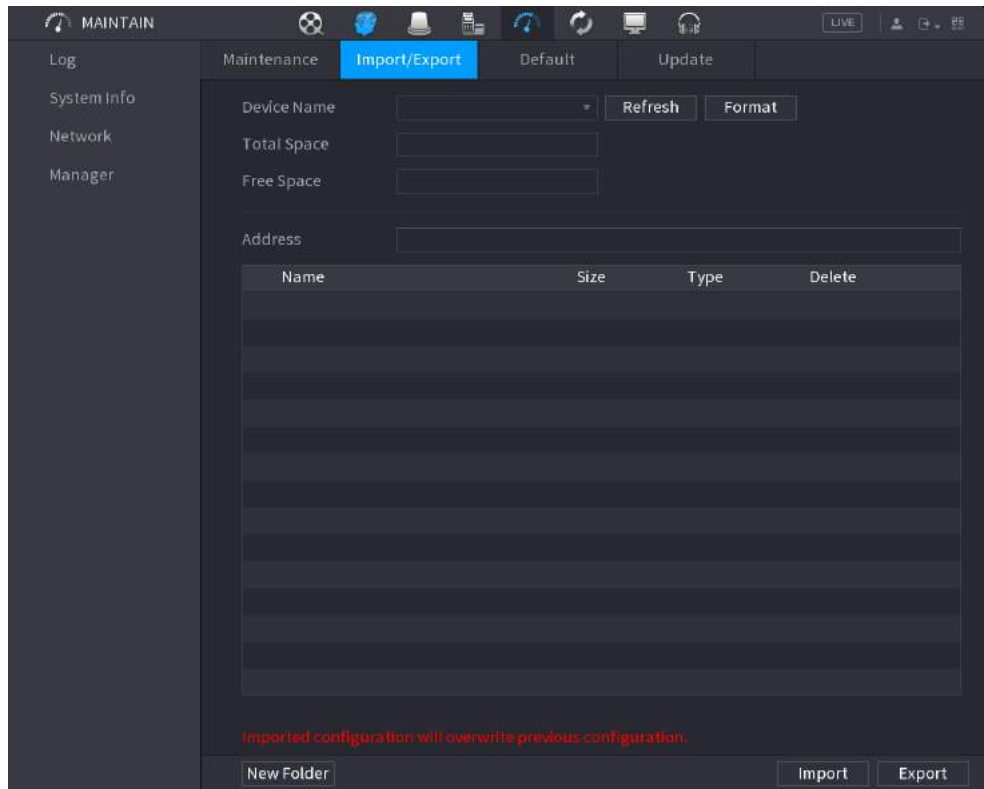 MAINTAIN
LIVE
Log
System Info
Network
Manager
Maintenance Import/Export Default Update
Device Name Refresh Format
Total Space
Free Space
Address
Name Size Type Delete
Imported configuration will overwrite previous configuration.
New Folder Import Export